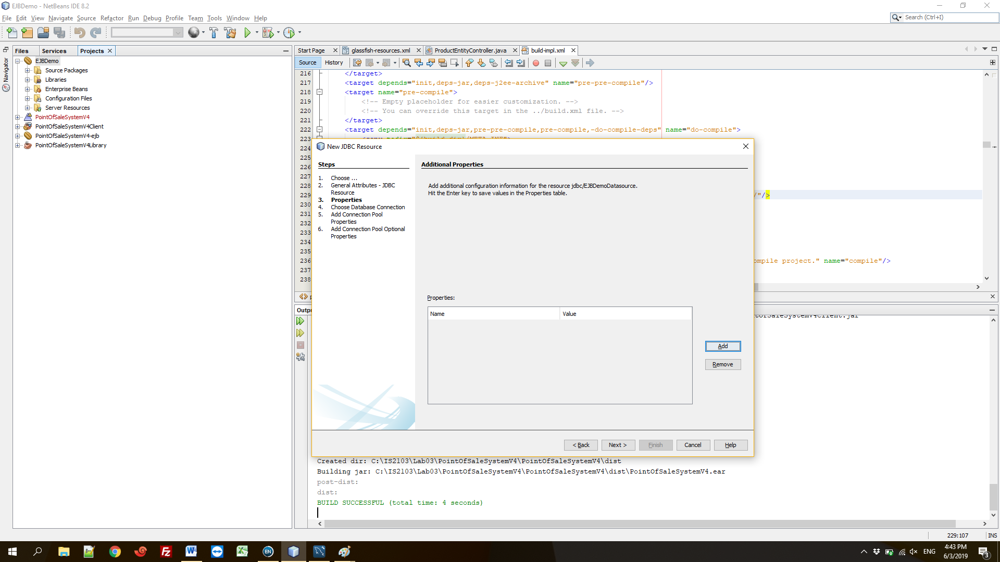 EJBDemo - NetBeans IDE 8.2
File Edit View Navigate Source Refactor Run Debug Profile Team Tools Window Help
Search (Ctrl+I)
Files Services Projects
Navigator
EJBDemo
Source Packages
Libraries
Enterprise Beans
Configuration Files
Server Resources
PointOfSaleSystemV4
PointOfSaleSystemV4Client
PointOfSaleSystemV4-ejb
PointOfSaleSystemV4Library
Start Page glassfish-resources.xml ProductEntityController.java build-impl.xml
Source History
216 </target>
217 <target depends="init,deps-jar,deps-j2ee-archive" name="pre-pre-compile"/>
218 <target name="pre-compile">
219 <!-- Empty placeholder for easier customization. -->
220 <!-- You can override this target in the ../build.xml file. -->
221 </target>
222 <target depends="init,deps-jar,pre-pre-compile,pre-compile,-do-compile-deps" name="do-compile">
223
224
225
226
227
228
229 /"/>
230
231
232
233
234
235
236 ompile project." name="compile"/>
237
238
New JDBC Resource
Steps
1. Choose ...
2. General Attributes - JDBC
Resource
3. Properties
4. Choose Database Connection
5. Add Connection Pool
Properties
6. Add Connection Pool Optional
Properties
Additional Properties
Add additional configuration information for the resource jdbc/EJBDemoDatasource.
Hit the Enter key to save values in the Properties table.
Properties:
Name Value
Add
Remove
< Back Next > Finish Cancel Help
Outp
ntOfSaleSystemV4Client.jar
Created dir: C:\IS2103\Lab03\PointOfSaleSystemV4\PointOfSaleSystemV4\dist
Building jar: C:\IS2103\Lab03\PointOfSaleSystemV4\PointOfSaleSystemV4\dist\PointOfSaleSystemV4.ear
post-dist:
dist:
BUILD SUCCESSFUL (total time: 4 seconds)
229:107 INS
EN
ENG
4:43 PM
6/3/2019
3